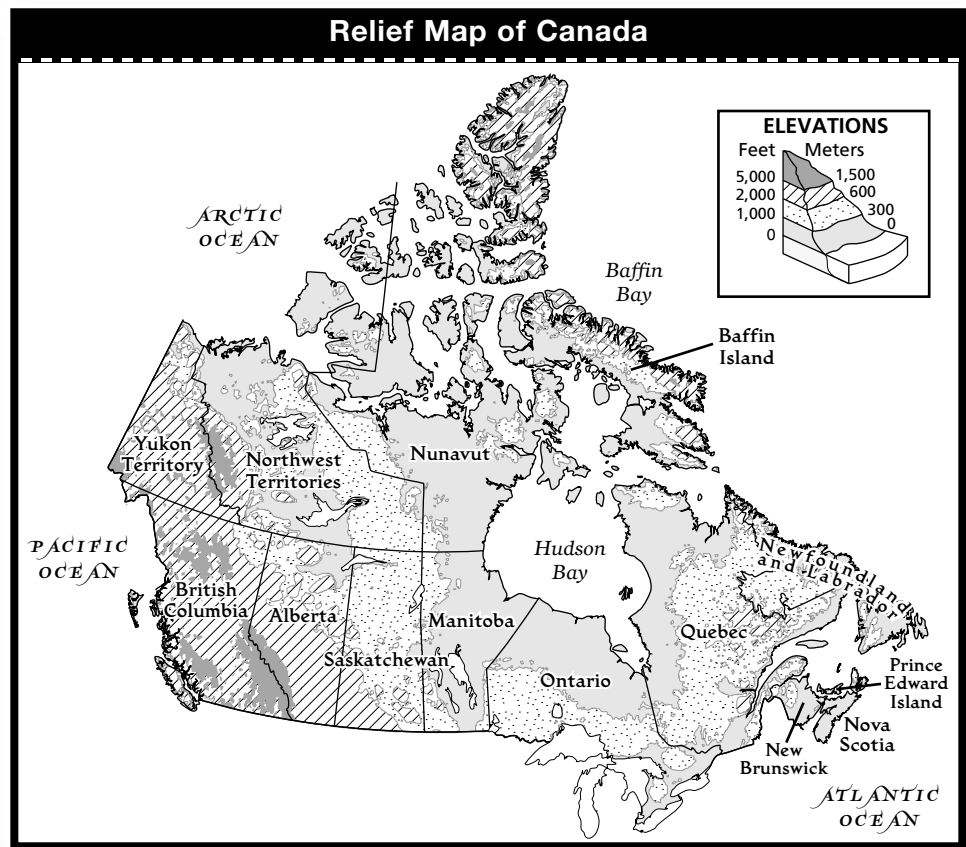 Relief Map of Canada
ELEVATIONS
Feet Meters
5,000 1,500
2,000 600
1,000 300
0 0
ARCTIC
OCEAN
Baffin
Bay
Baffin
Island
Yukon
Territory
Northwest
Territories
Nunavut
PACIFIC
OCEAN
Hudson
Bay
Newfoundland
and Labrador
British
Columbia
Alberta
Saskatchewan
Manitoba
Ontario
Quebec
Prince
Edward
Island
Nova
Scotia
New
Brunswick
ATLANTIC
OCEAN